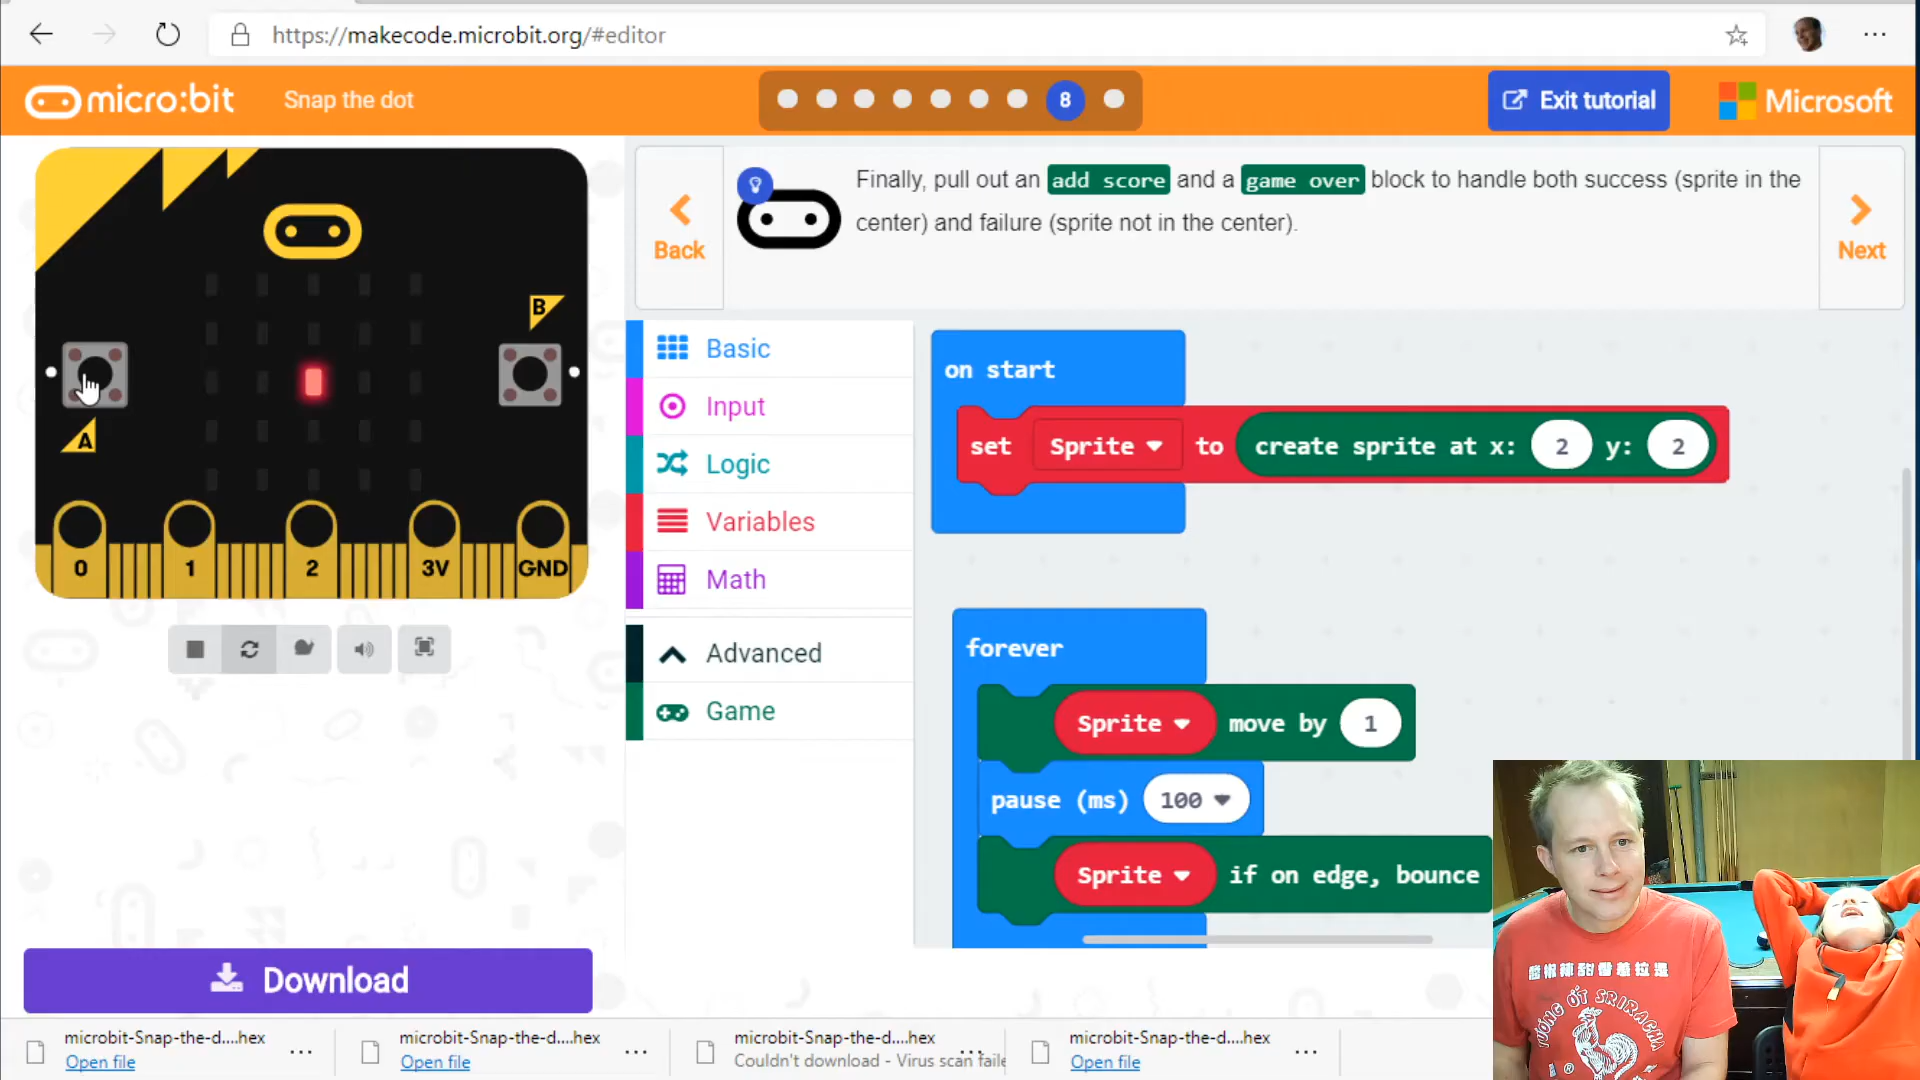 https://makecode.microbit.org/#editor
micro:bit
Snap the dot
8
Exit tutorial
Microsoft
Back
Finally, pull out an add score and a game over block to handle both success (sprite in the
center) and failure (sprite not in the center).
Next
B
A
0 1 2 3V GND
Basic
Input
Logic
Variables
Math
Advanced
Game
on start
set Sprite to create sprite at x: 2 y: 2
forever
Sprite move by 1
pause (ms) 100
Sprite if on edge, bounce
Download
microbit-Snap-the-d....hex
Open file
microbit-Snap-the-d....hex
Open file
microbit-Snap-the-d....hex
Couldn't download - Virus scan faile
microbit-Snap-the-d....hex
Open file
TUONG OT SRIRACHA